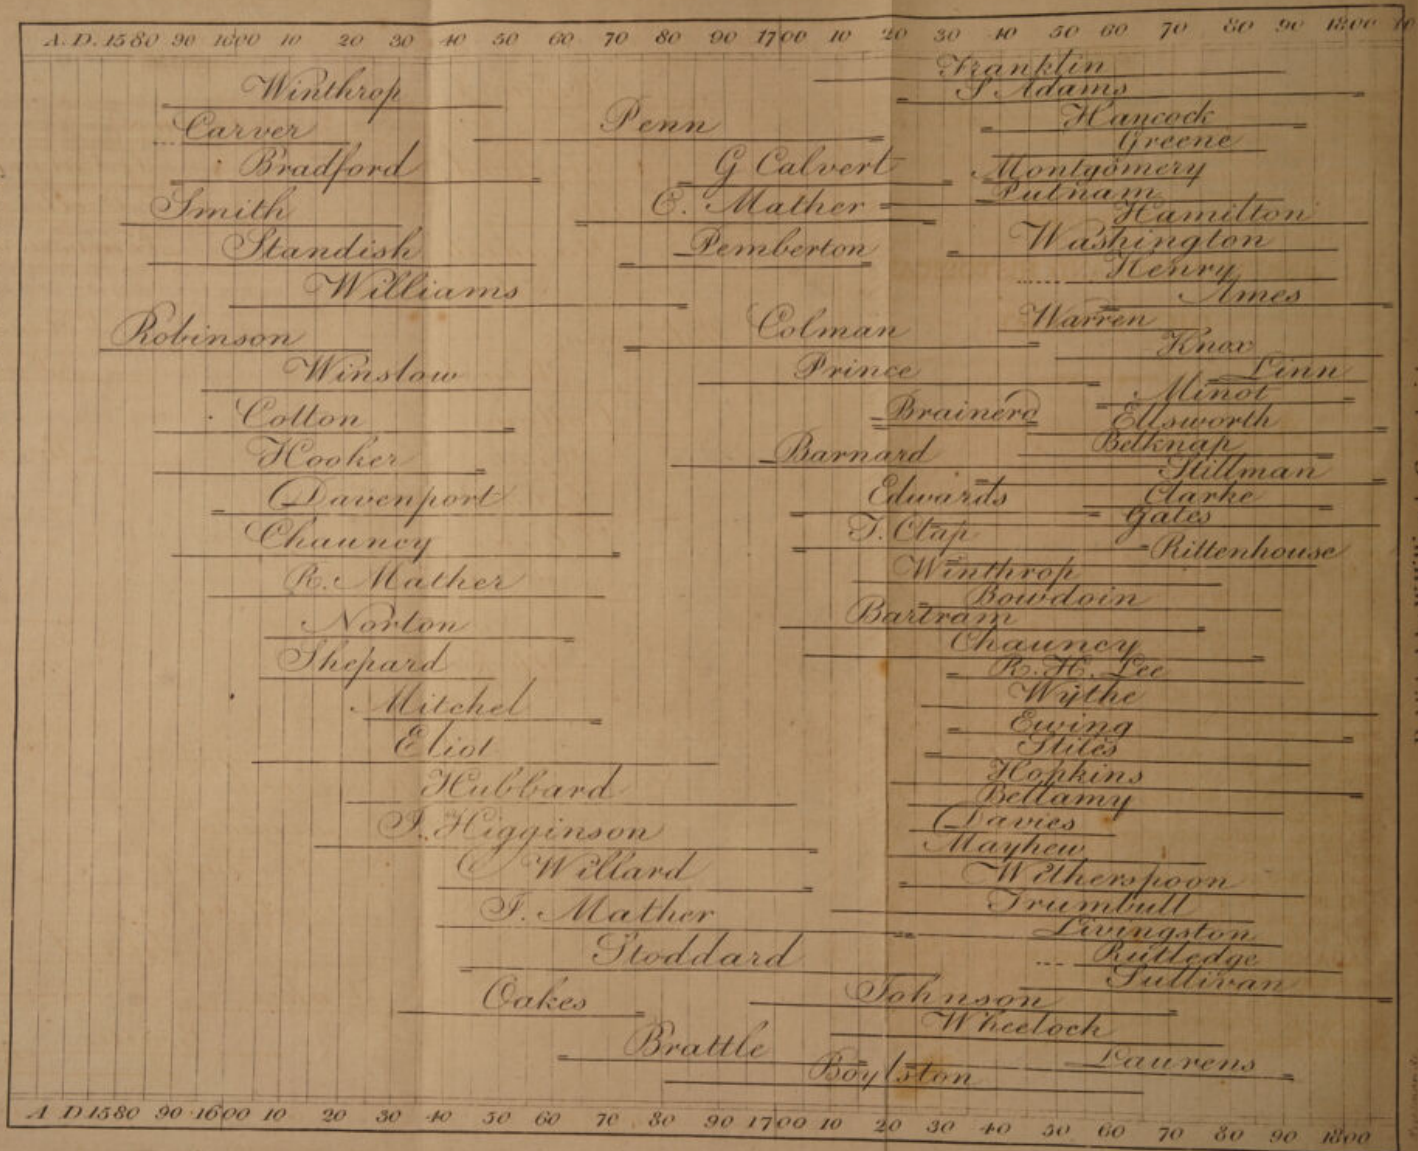 A. D. 1580 90 1600 10 20 30 40 50 60 70 80 90 1700 10 20 30 40 50 60 70 80 90 1800 10
Franklin
Winthrop
S Adams
Hancock
Carver
Penn
Greene
Bradford
G Calvert
Montgomery
Putnam
Smith
C. Mather
Hamilton
Standish
Pemberton
Washington
Henry
Williams
Ames
Robinson
Colman
Warren
Knox
Winslow
Prince
Linn
Minot
Cotton
Brainerd
Ellsworth
Hooker
Barnard
Belknap
Stillman
Davenport
Edwards
Clarke
Gates
Chauncy
T. Clap
Rittenhouse
R. Mather
Winthrop
Bowdoin
Norton
Bartram
Chauncy
Shepard
R. H. Lee
Mitchel
Wythe
Ewing
Eliot
Stiles
Hubbard
Hopkins
Bellamy
J. Higginson
Davies
Mayhew
Willard
Witherspoon
I. Mather
Trumbull
Livingston
Stoddard
Rutledge
Sullivan
Oakes
Johnson
Wheelock
Brattle
Laurens
Boylston
A D 1580 90 1600 10 20 30 40 50 60 70 80 90 1700 10 20 30 40 50 60 70 80 90 1800